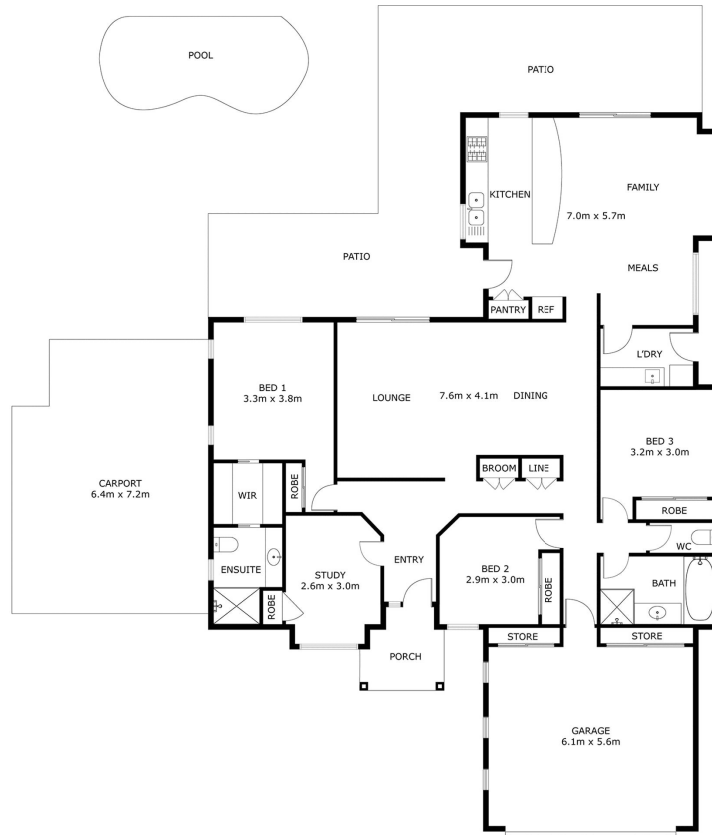 POOL
PATIO
KITCHEN
FAMILY
7.0m x 5.7m
PATIO
MEALS
PANTRY
REF
L'DRY
BED 1
3.3m x 3.8m
LOUNGE
7.6m x 4.1m
DINING
BED 3
3.2m x 3.0m
CARPORT
6.4m x 7.2m
WIR
ROBE
BROOM
LINE
ROBE
WC
ENTRY
ENSUITE
STUDY
2.6m x 3.0m
ROBE
BED 2
2.9m x 3.0m
ROBE
BATH
STORE
STORE
PORCH
GARAGE
6.1m x 5.6m